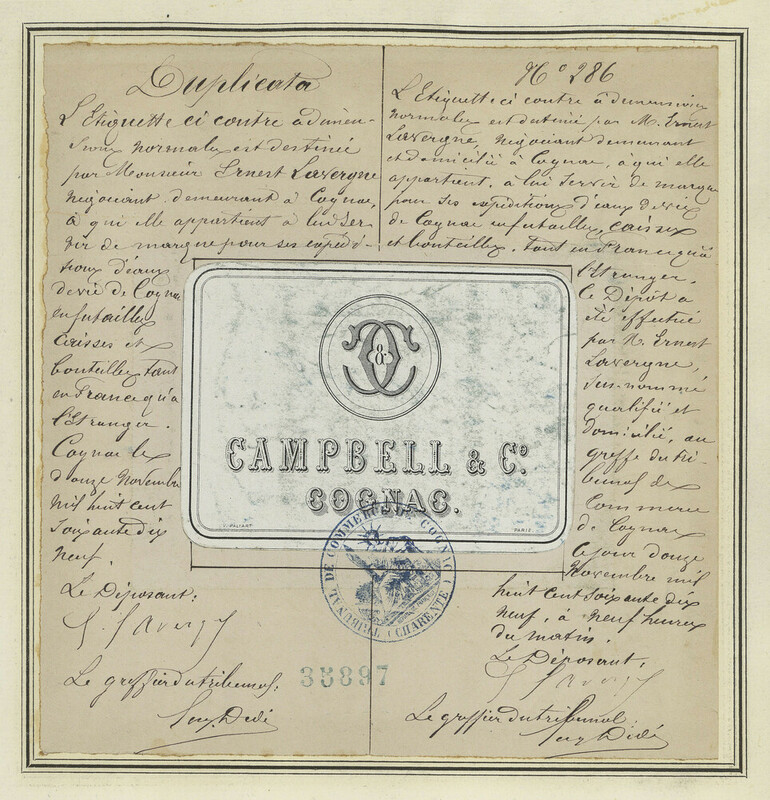 Duplicata
L'Etiquette ci contre à dimen-
sions normales est destinée
par Monsieur Ernest Lavergne
négociant demeurant à Cognac,
à qui elle appartient à lui ser
vir de marque pour ses expédi-
tions d'eaux
de vie de Cognac
en futailles
caisses et
bouteilles tant
en France qu'à
l'Etranger.
Cognac le
douze Novembre
mil huit cent
soixante dix
neuf.
Le Déposant:
E. Lavergne
Le greffier du tribunal:
N° 286
L'Etiquette ci contre à dimensions
normales est destinée par M. Ernest
Lavergne, négociant demeurant
et domicilié à Cognac, à qui elle
appartient, à lui servir de marque
pour ses expéditions d'eaux de vie
de Cognac en futailles, caisses
et bouteilles, tant en France qu'à
l'Etranger.
Ce Dépôt a
été effectué
par M. Ernest
Lavergne,
sus-nommé
qualifié et
domicilié, au
greffe du tri-
bunal de
Commerce
de Cognac
ce jour douze
Novembre mil
huit cent soixante dix
neuf, à neuf heures
du matin.
Le Déposant,
E. Lavergne
Le greffier du tribunal:
C & C
CAMPBELL & Co.
COGNAC.
PARIS
TRIBUNAL DE COMMERCE DE COGNAC (CHARENTE)
35897